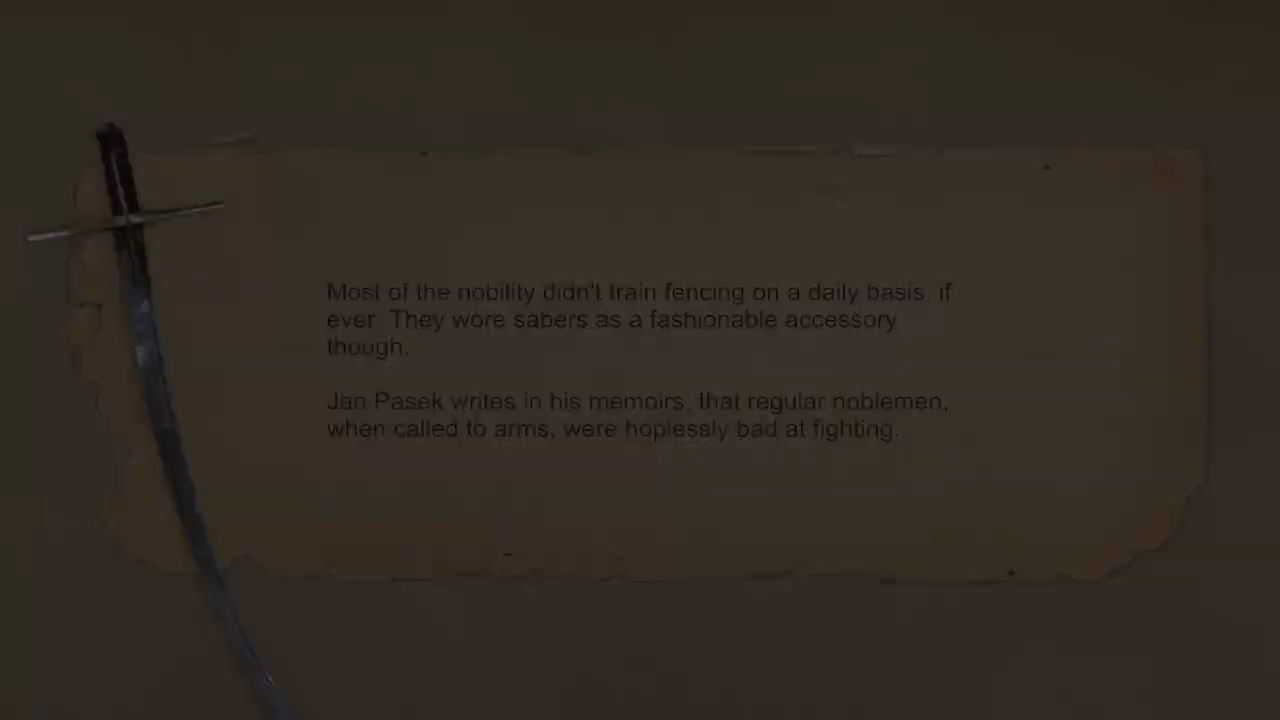 Most of the nobility didn't train fencing on a daily basis, if
ever. They wore sabers as a fashionable accessory
though.
Jan Pasek writes in his memoirs, that regular noblemen,
when called to arms, were hoplessly bad at fighting.